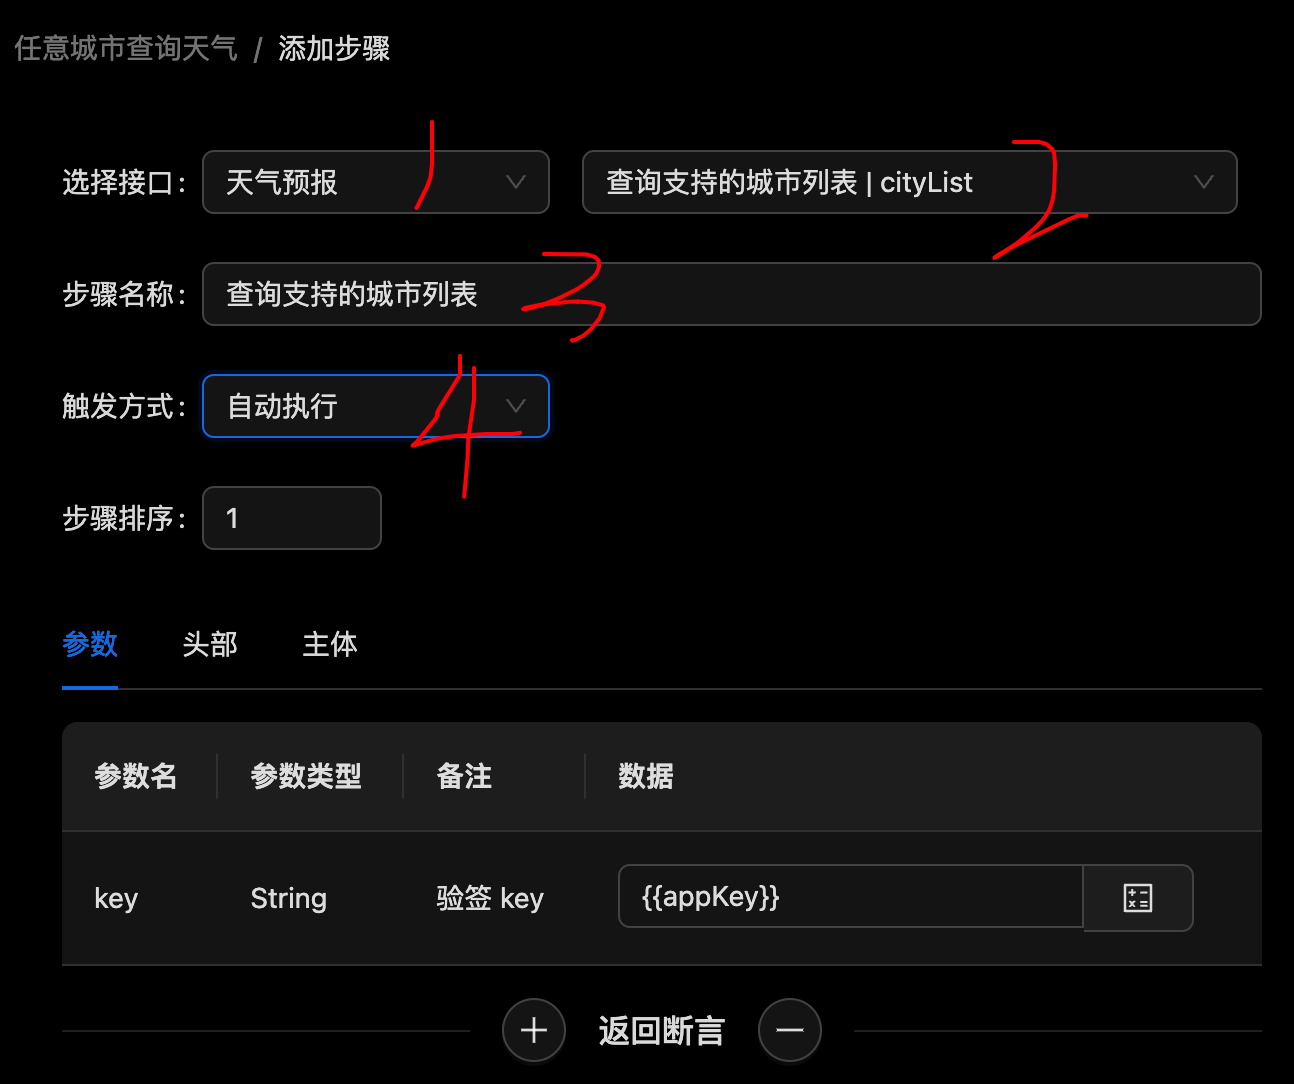 任意城市查询天气 / 添加步骤
选择接口： 天气预报 1 查询支持的城市列表 | cityList 2
步骤名称： 查询支持的城市列表 3
触发方式： 自动执行 4
步骤排序： 1
参数 头部 主体
参数名 参数类型 备注 数据
key String 验签 key {{appKey}}
返回断言